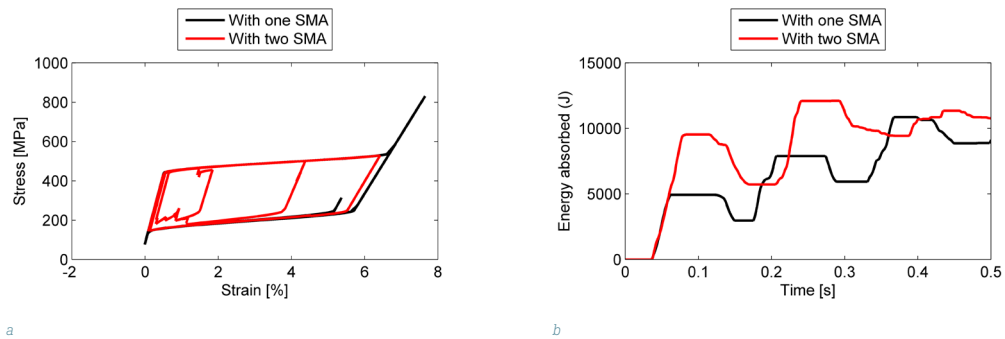 With one SMA
With two SMA
1000
800
600
400
200
0
Stress [MPa]
-2
0
2
4
6
8
Strain [%]
a
With one SMA
With two SMA
15000
10000
5000
0
Energy absorbed (J)
0
0.1
0.2
0.3
0.4
0.5
Time [s]
b